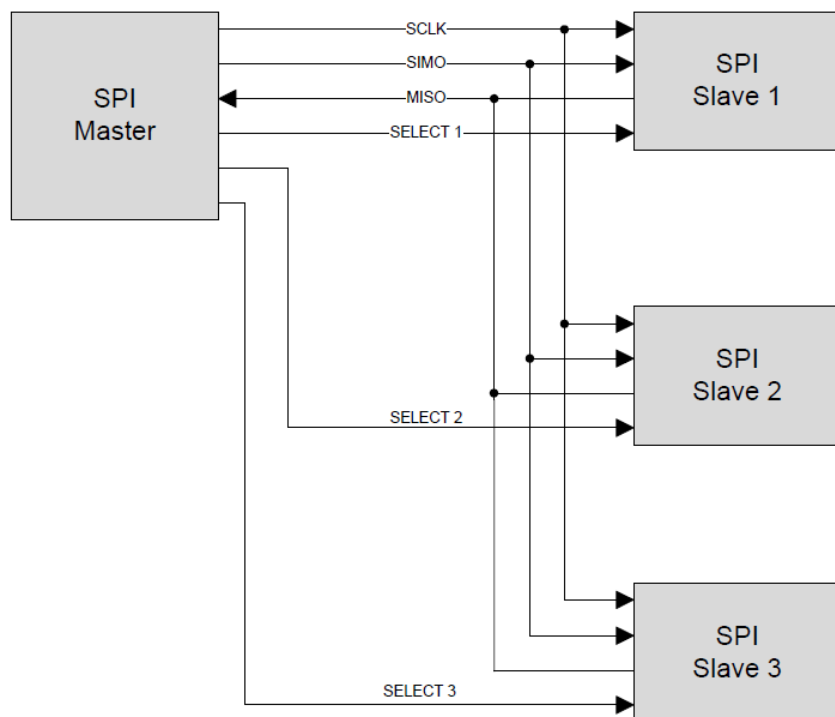 SPI
Master
SCLK
SIMO
MISO
SELECT 1
SPI
Slave 1
SPI
Slave 2
SELECT 2
SPI
Slave 3
SELECT 3